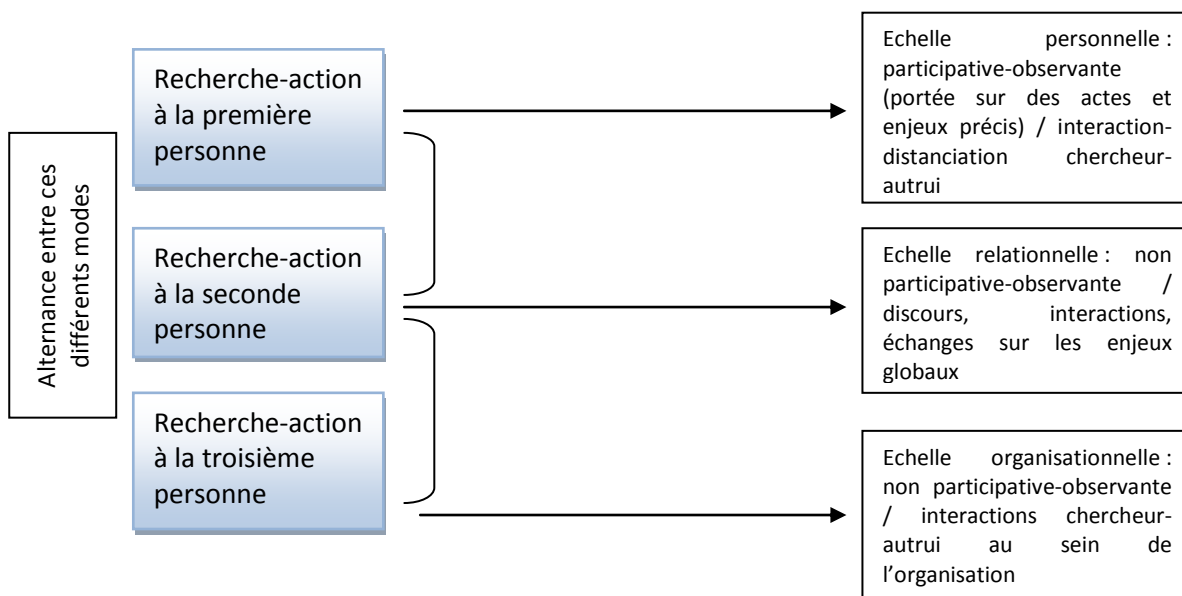 Alternance entre ces
différents modes
Recherche-action
à la première
personne
Echelle personnelle :
participative-observante
(portée sur des actes et
enjeux précis) / interaction-
distanciation chercheur-
autrui
Recherche-action
à la seconde
personne
Echelle relationnelle : non
participative-observante /
discours, interactions,
échanges sur les enjeux
globaux
Recherche-action
à la troisième
personne
Echelle organisationnelle :
non participative-observante
/ interactions chercheur-
autrui au sein de
l’organisation